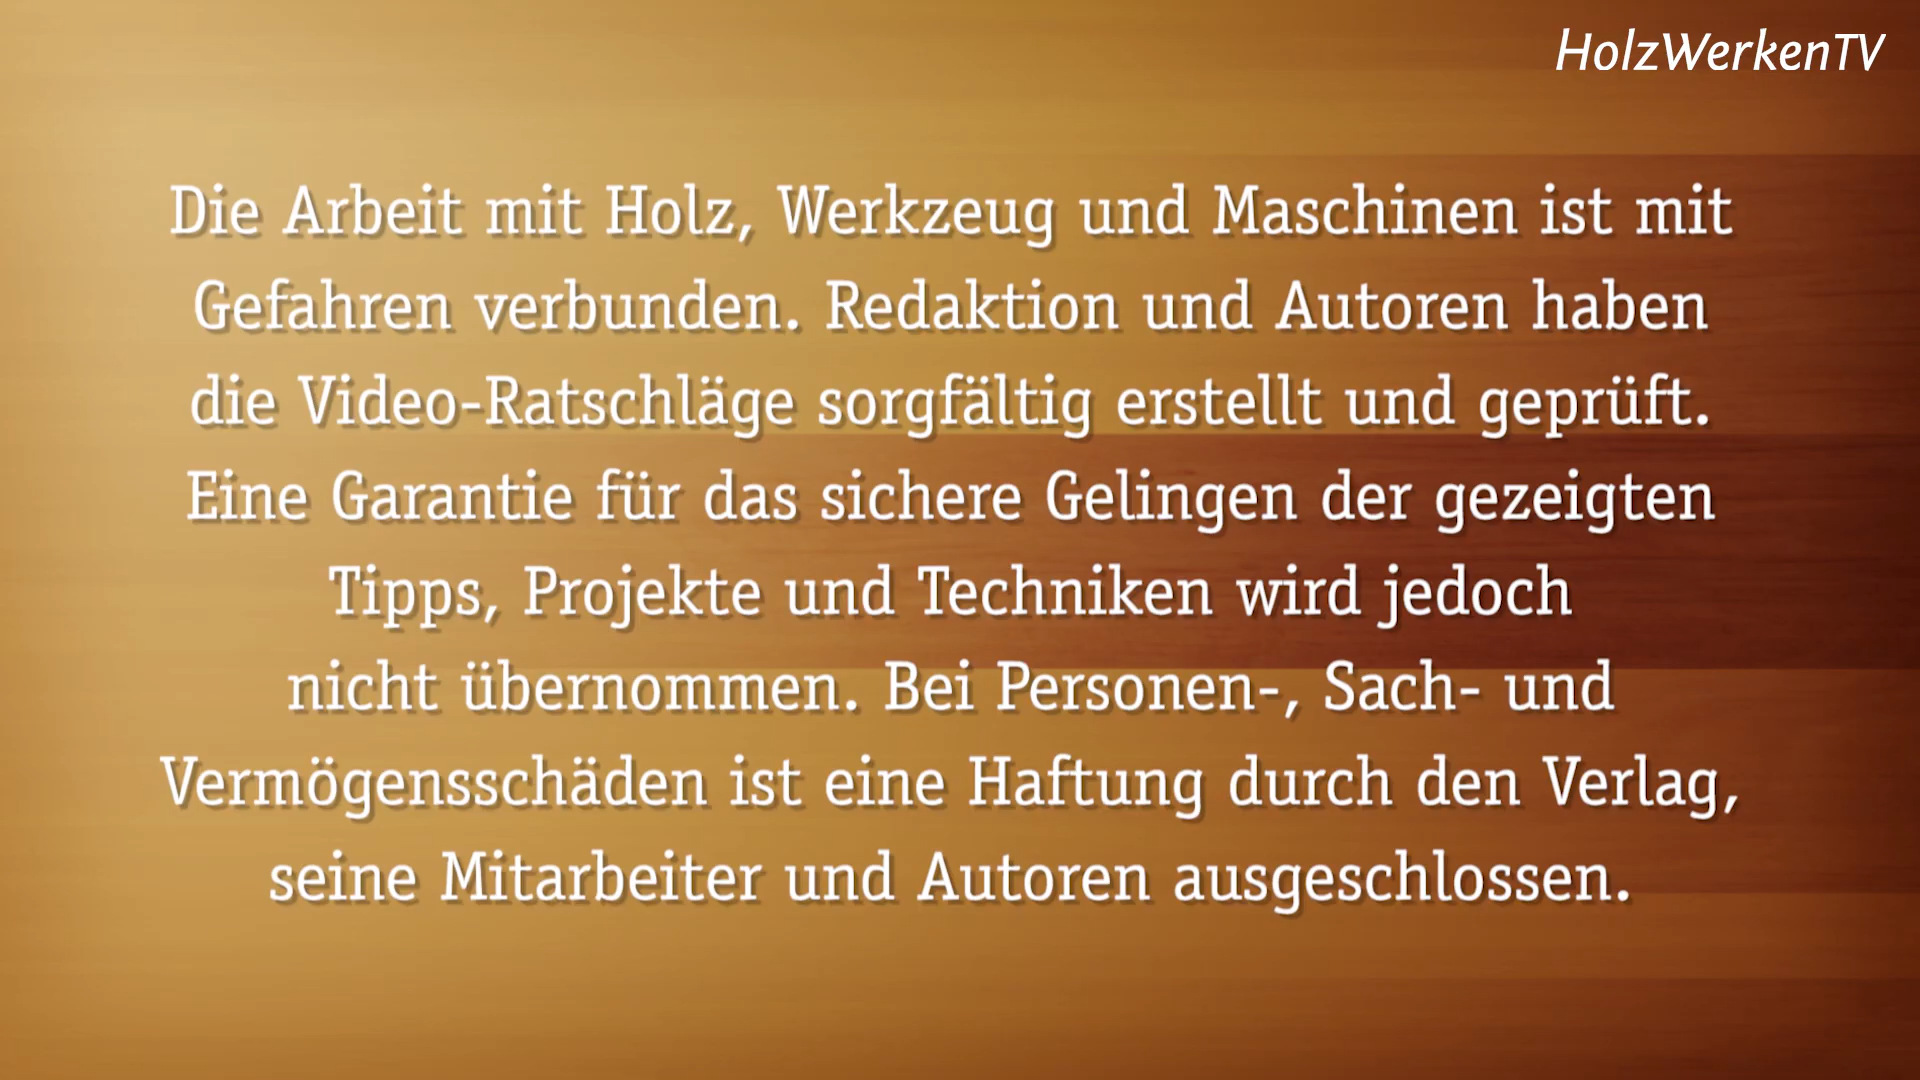 HolzWerkenTV
Die Arbeit mit Holz, Werkzeug und Maschinen ist mit
Gefahren verbunden. Redaktion und Autoren haben
die Video-Ratschläge sorgfältig erstellt und geprüft.
Eine Garantie für das sichere Gelingen der gezeigten
Tipps, Projekte und Techniken wird jedoch
nicht übernommen. Bei Personen-, Sach- und
Vermögensschäden ist eine Haftung durch den Verlag,
seine Mitarbeiter und Autoren ausgeschlossen.